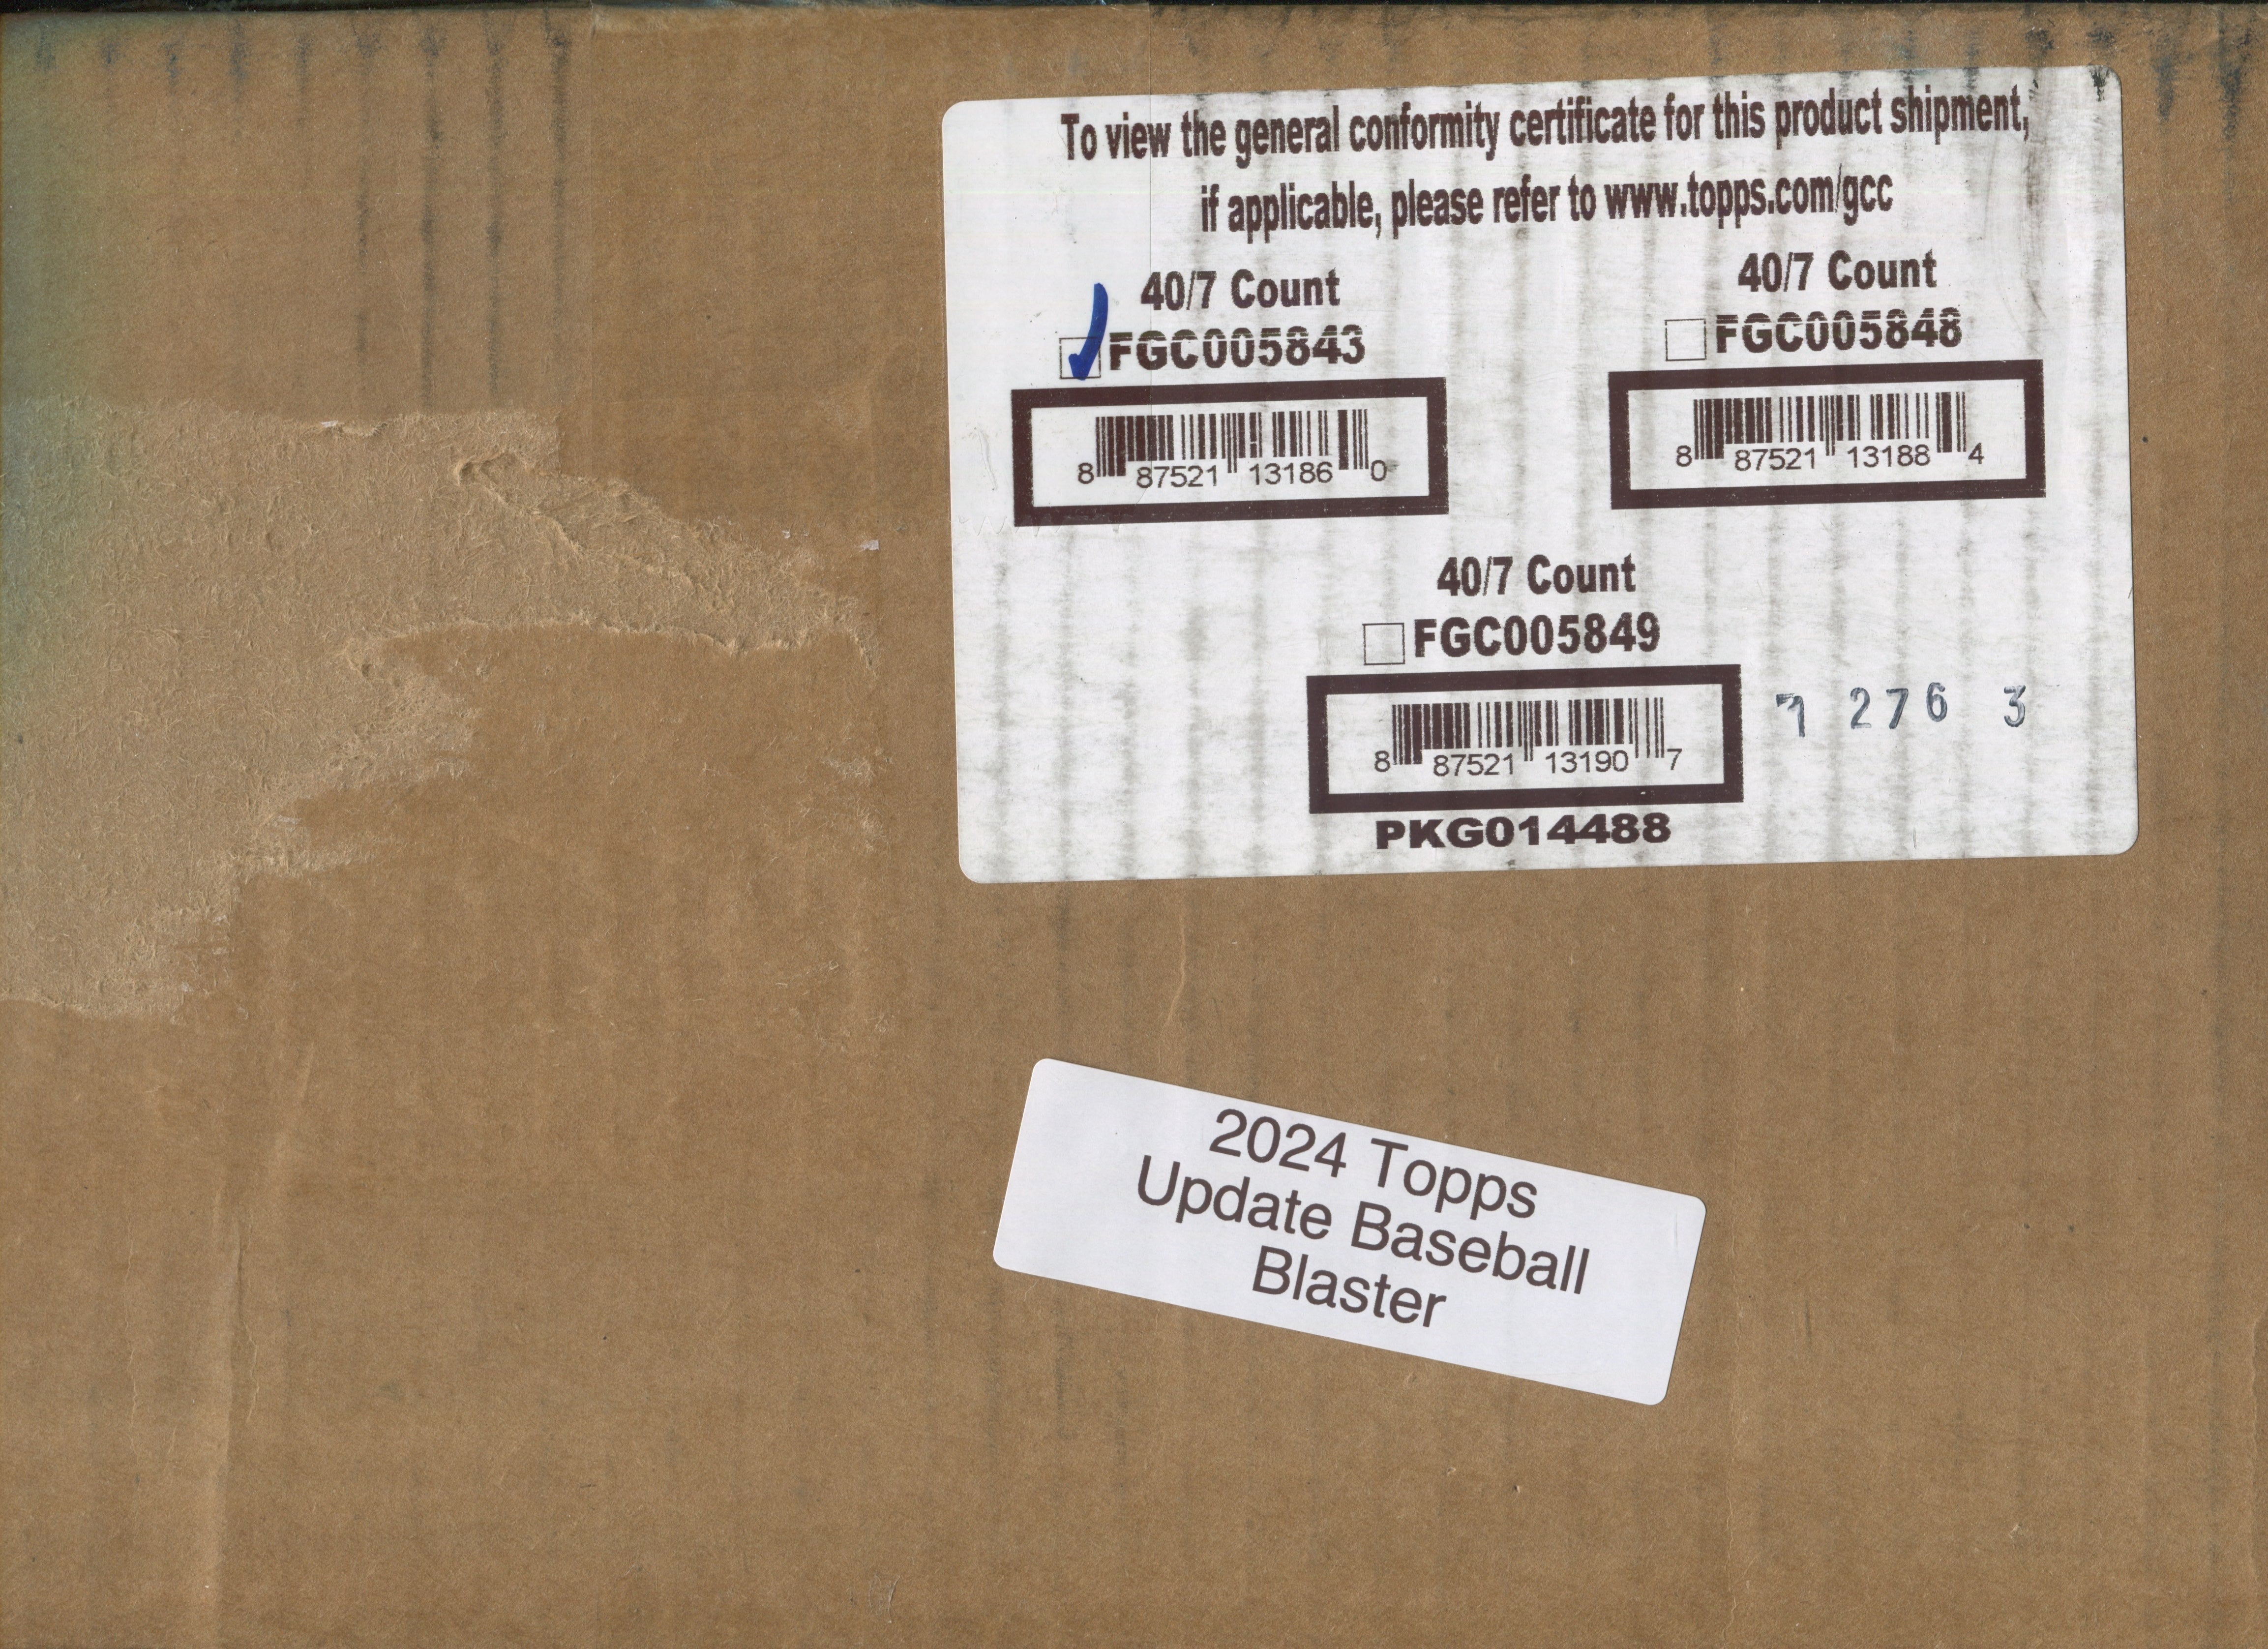 To view the general conformity certificate for this product shipment,
if applicable, please refer to www.topps.com/gcc
40/7 Count
FGC005843
8 87521 13186 0
40/7 Count
FGC005848
8 87521 13188 4
40/7 Count
FGC005849
8 87521 13190 7
PKG014488
1 276 3
2024 Topps
Update Baseball
Blaster